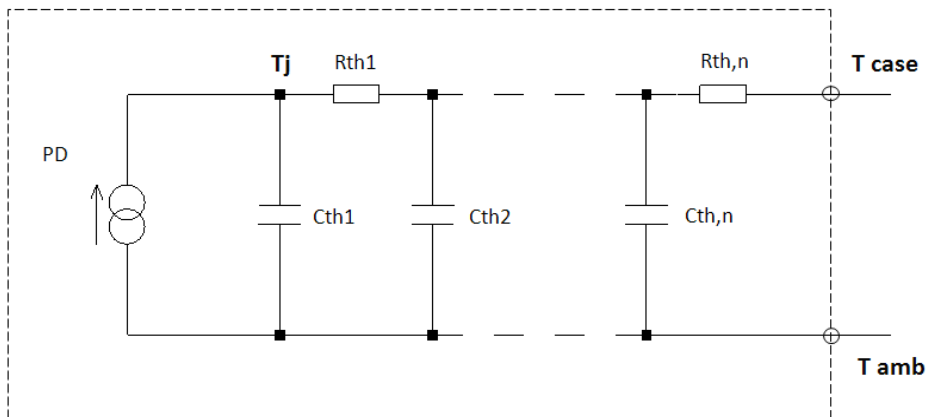 Tj
Rth1
Rth,n
T case
PD
Cth1
Cth2
Cth,n
T amb